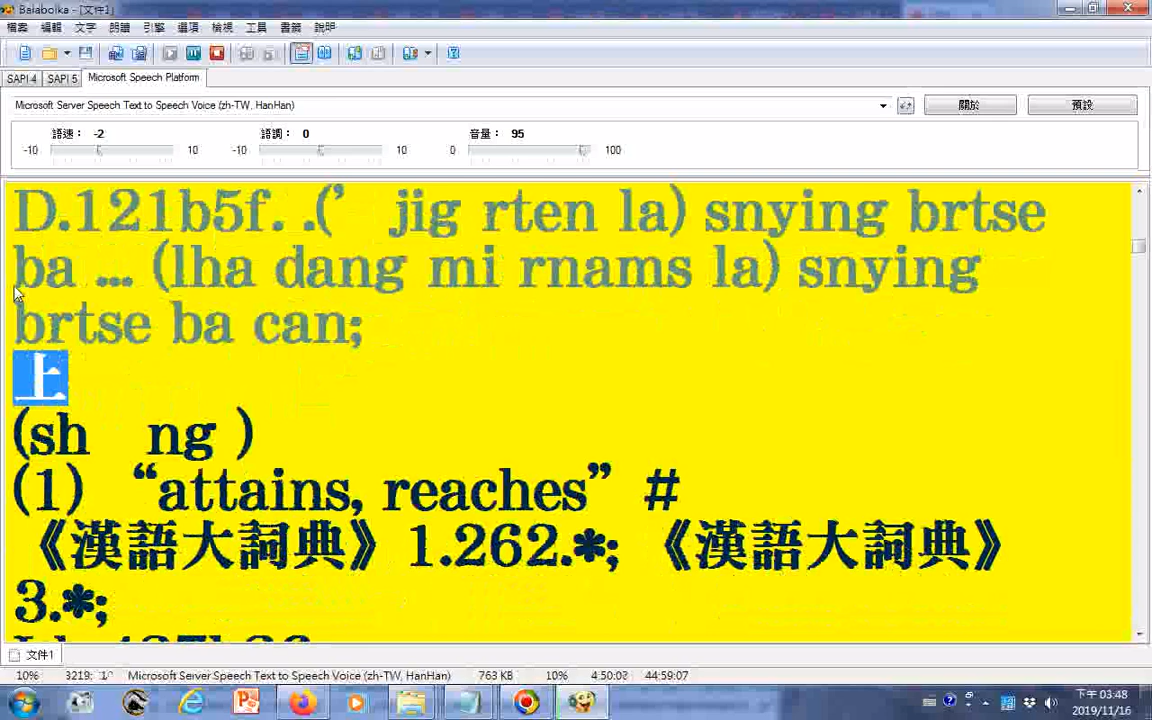 Balabolka - [文件1]
檔案 編輯 文字 朗讀 引擎 選項 檢視 工具 書籤 說明
SAPI 4 SAPI 5 Microsoft Speech Platform
Microsoft Server Speech Text to Speech Voice (zh-TW, HanHan) 關於 預設
語速： -2 語調： 0 音量： 95
-10 10 -10 10 0 100
D.121b5f. .(’ jig rten la) snying brtse
ba ... (lha dang mi rnams la) snying
brtse ba can;
上
(sh ng )
(1) “attains, reaches” #
《漢語大詞典》1.262.*; 《漢語大詞典》
3.*;
文件1
10% Microsoft Server Speech Text to Speech Voice (zh-TW, HanHan) 763 KB 10% 44:59:07
下午 03:48
2019/11/16